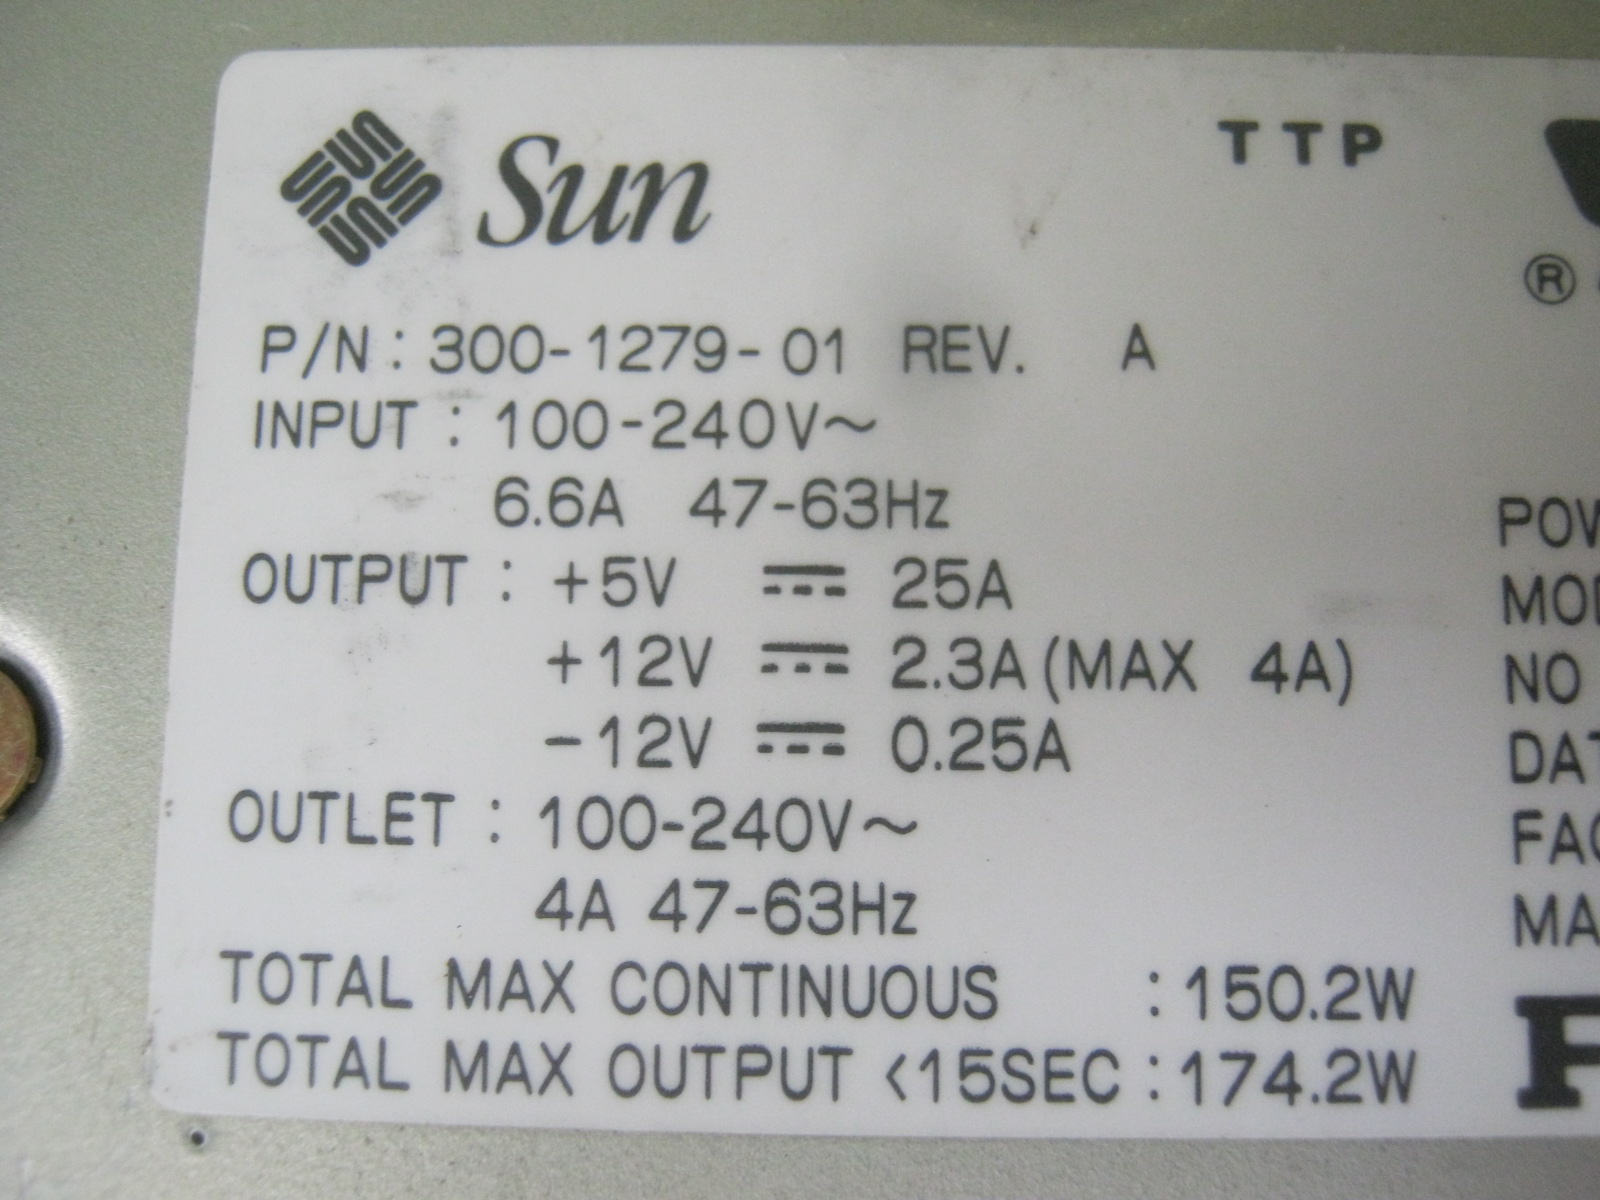 Sun
TTP
®
P/N : 300-1279-01 REV. A
INPUT : 100-240V~
6.6A 47-63Hz
OUTPUT : +5V ⎓ 25A
+12V ⎓ 2.3A (MAX 4A)
-12V ⎓ 0.25A
OUTLET : 100-240V~
4A 47-63Hz
TOTAL MAX CONTINUOUS : 150.2W
TOTAL MAX OUTPUT <15SEC : 174.2W
NO